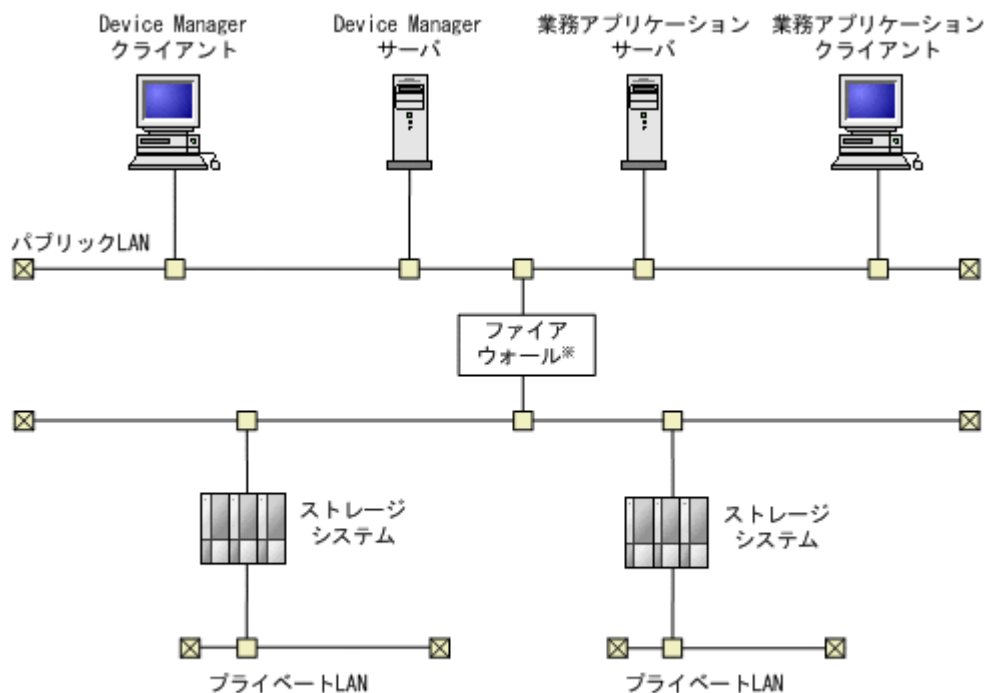 Device Manager
クライアント
Device Manager
サーバ
業務アプリケーション
サーバ
業務アプリケーション
クライアント
パブリックLAN
ファイア
ウォール※
ストレージ
システム
ストレージ
システム
プライベートLAN
プライベートLAN